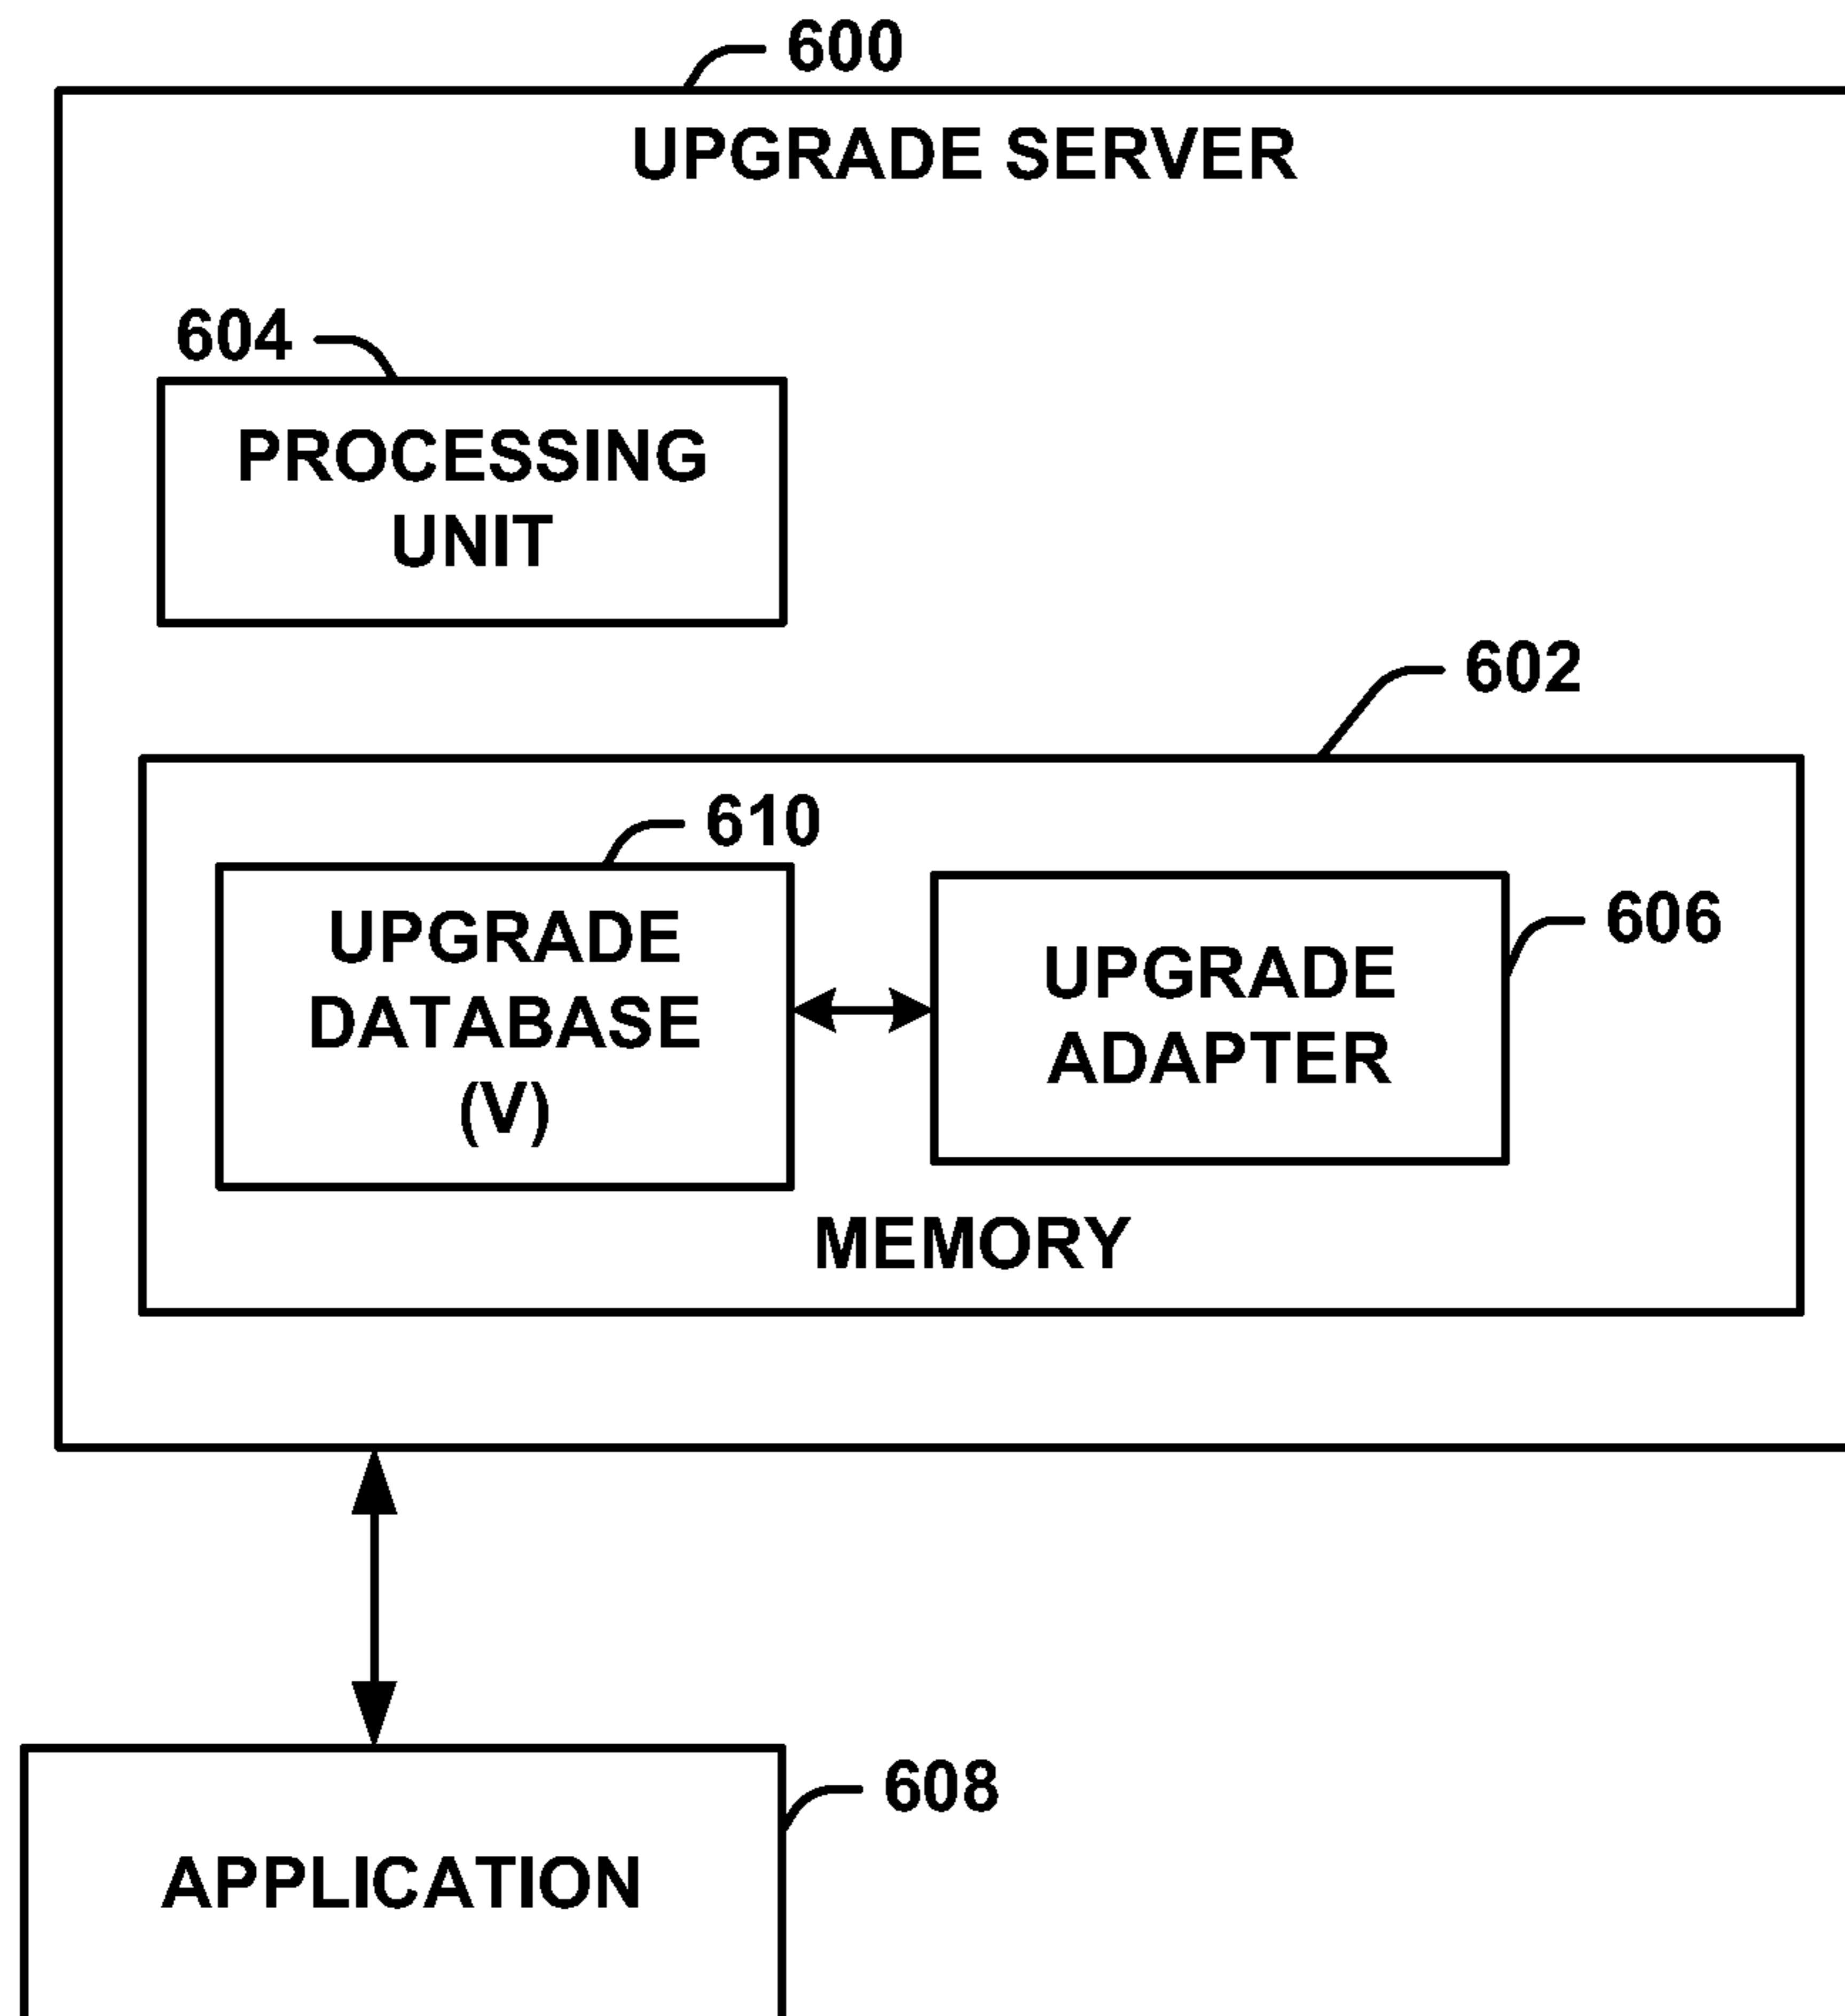 600
UPGRADE SERVER
604
PROCESSING
UNIT
602
610
UPGRADE
DATABASE
(V)
606
UPGRADE
ADAPTER
MEMORY
608
APPLICATION